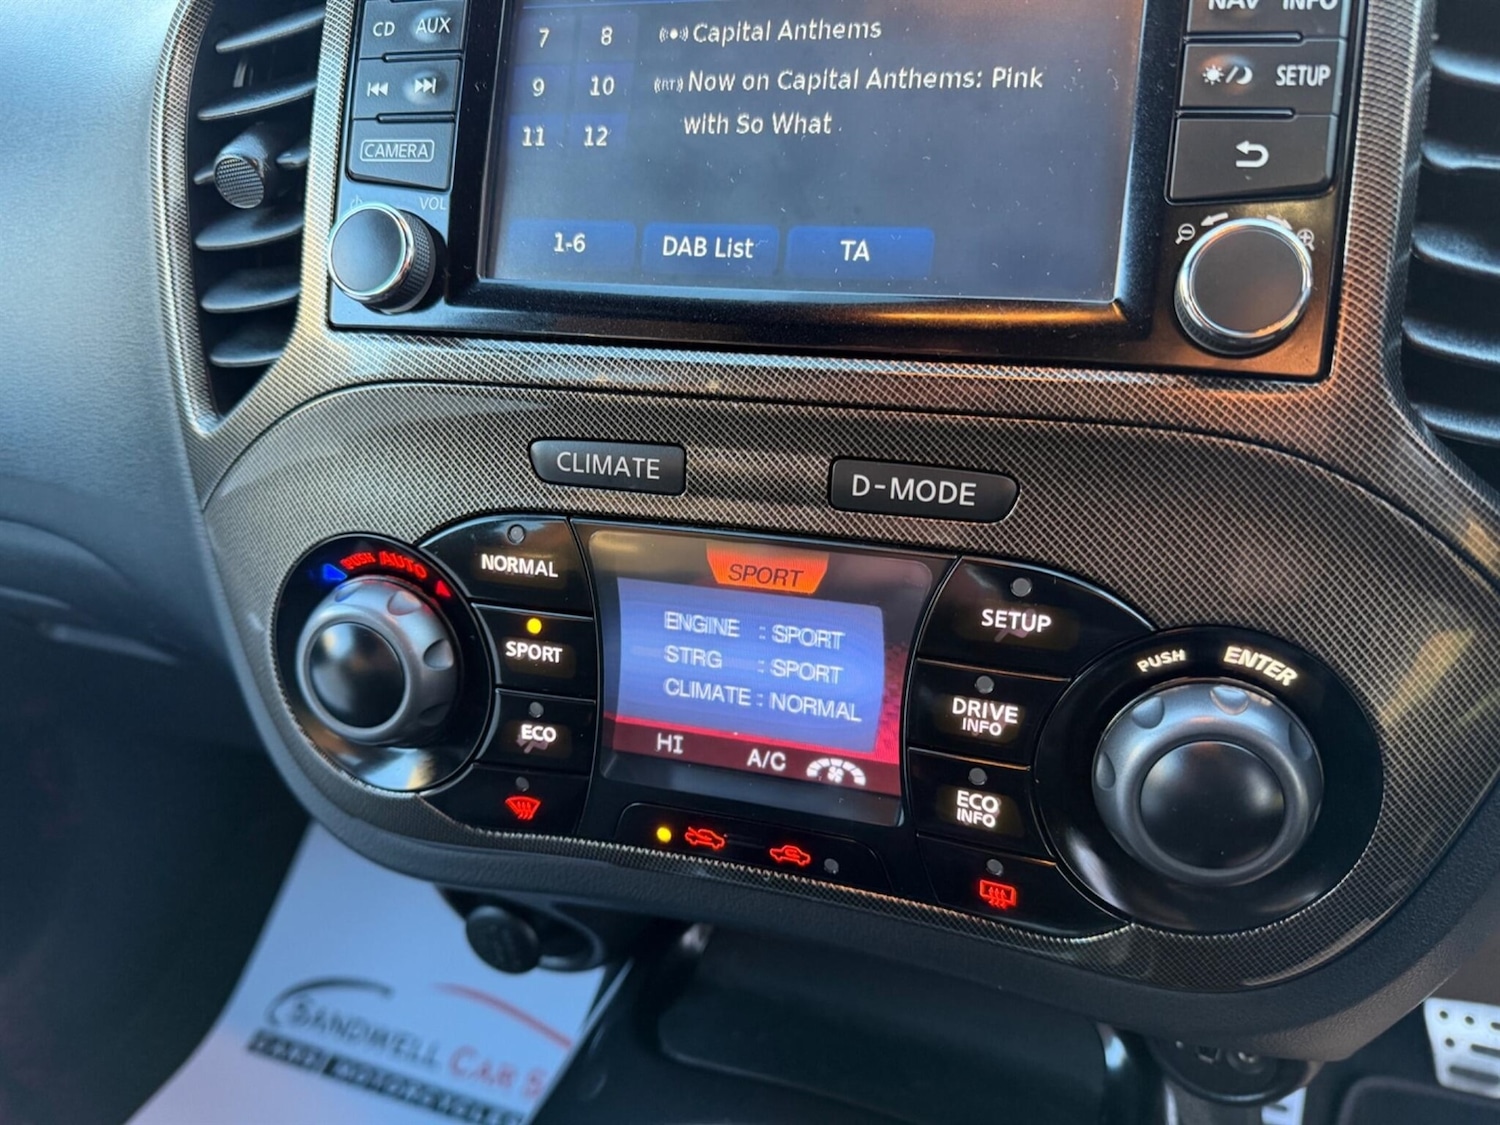 CD AUX
NAV INFO
7 8 Capital Anthems
9 10 Now on Capital Anthems: Pink
11 12 with So What
SETUP
CAMERA
VOL
1-6 DAB List TA
CLIMATE
D-MODE
PUSH AUTO
NORMAL
SPORT
ECO
SPORT
ENGINE : SPORT
STRG : SPORT
CLIMATE : NORMAL
HI A/C
SETUP
DRIVE
INFO
ECO
INFO
PUSH ENTER
SANDWELL CAR S